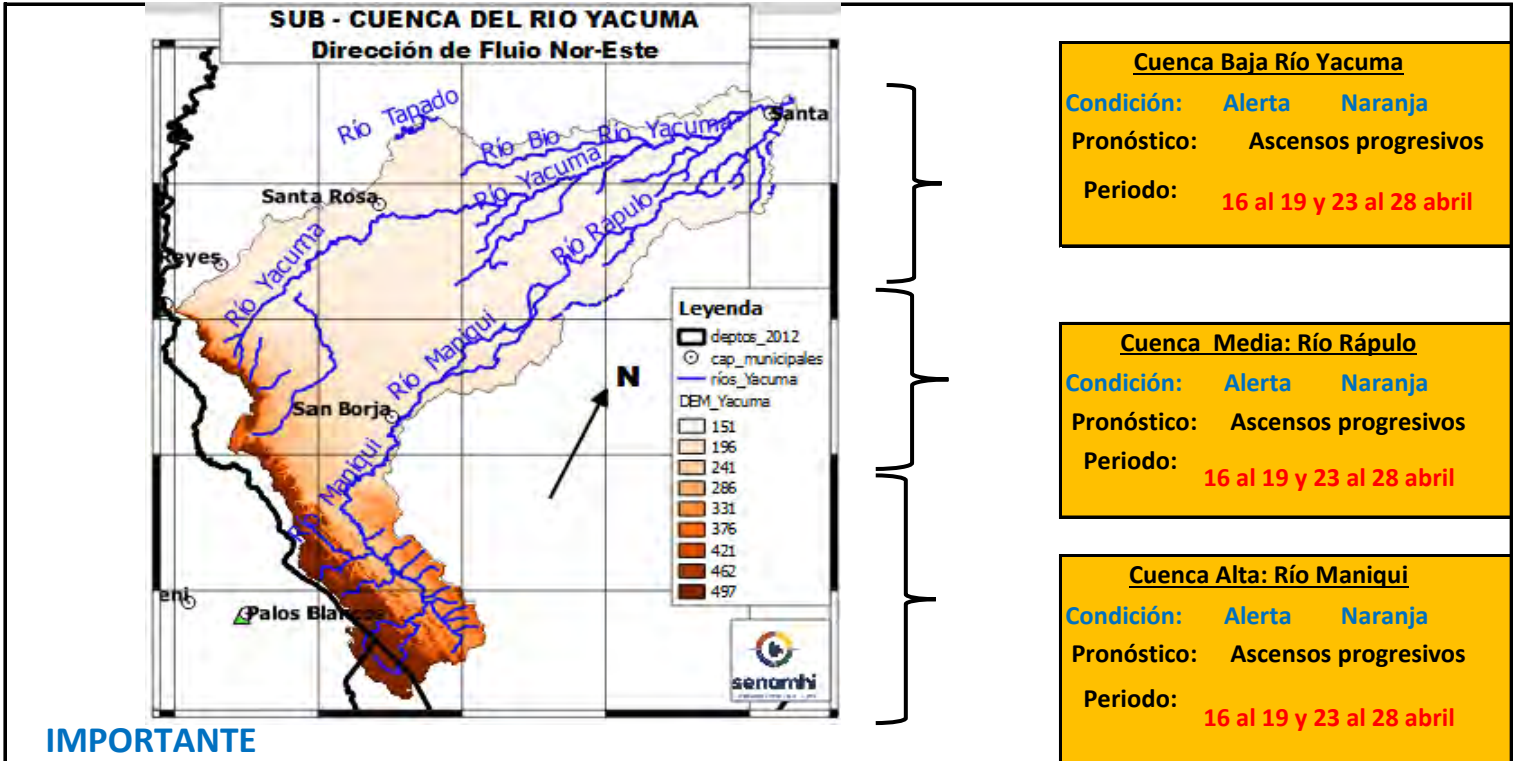 SUB - CUENCA DEL RIO YACUMA
Dirección de Flujo Nor-Este
Río Tapado
Río Bio
Río Yacuma
Santa
Río Yacuma
Santa Rosa
Río Rápulo
Reyes
Río Yacuma
Río Maniqui
San Borja
Río Maniqui
eni
Palos Blancos
N
Leyenda
deptos_2012
cap_municipales
ríos_Yacuma
DEM_Yacuma
151
196
241
286
331
376
421
462
497
senamhi
Cuenca Baja Río Yacuma
Condición: Alerta Naranja
Pronóstico: Ascensos progresivos
Periodo: 16 al 19 y 23 al 28 abril
Cuenca Media: Río Rápulo
Condición: Alerta Naranja
Pronóstico: Ascensos progresivos
Periodo: 16 al 19 y 23 al 28 abril
Cuenca Alta: Río Maniqui
Condición: Alerta Naranja
Pronóstico: Ascensos progresivos
Periodo: 16 al 19 y 23 al 28 abril
IMPORTANTE